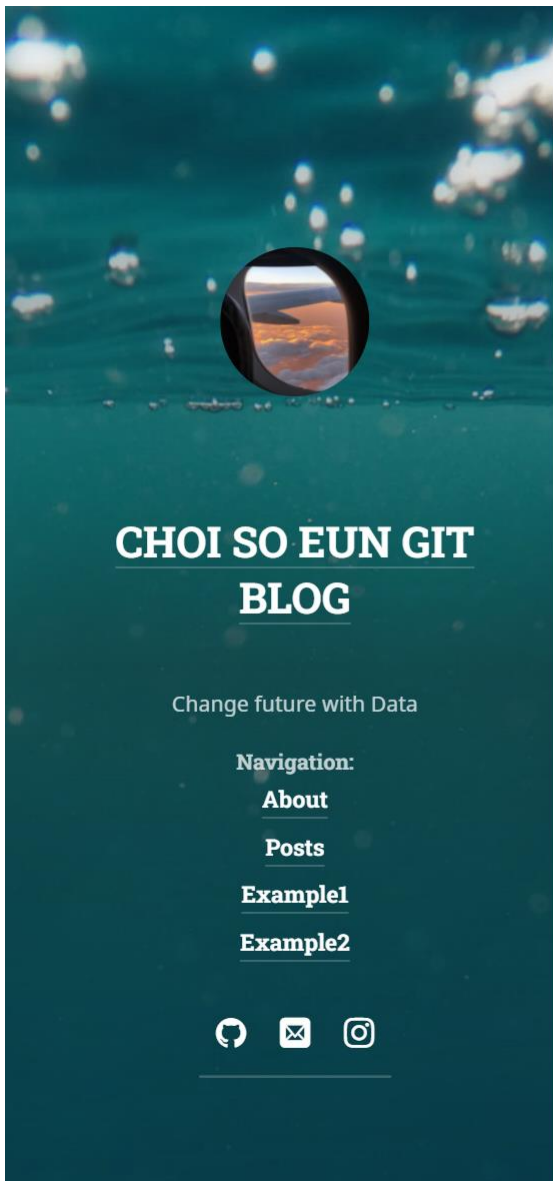 CHOI SO EUN GIT
BLOG
Change future with Data
Navigation:
About
Posts
Example1
Example2